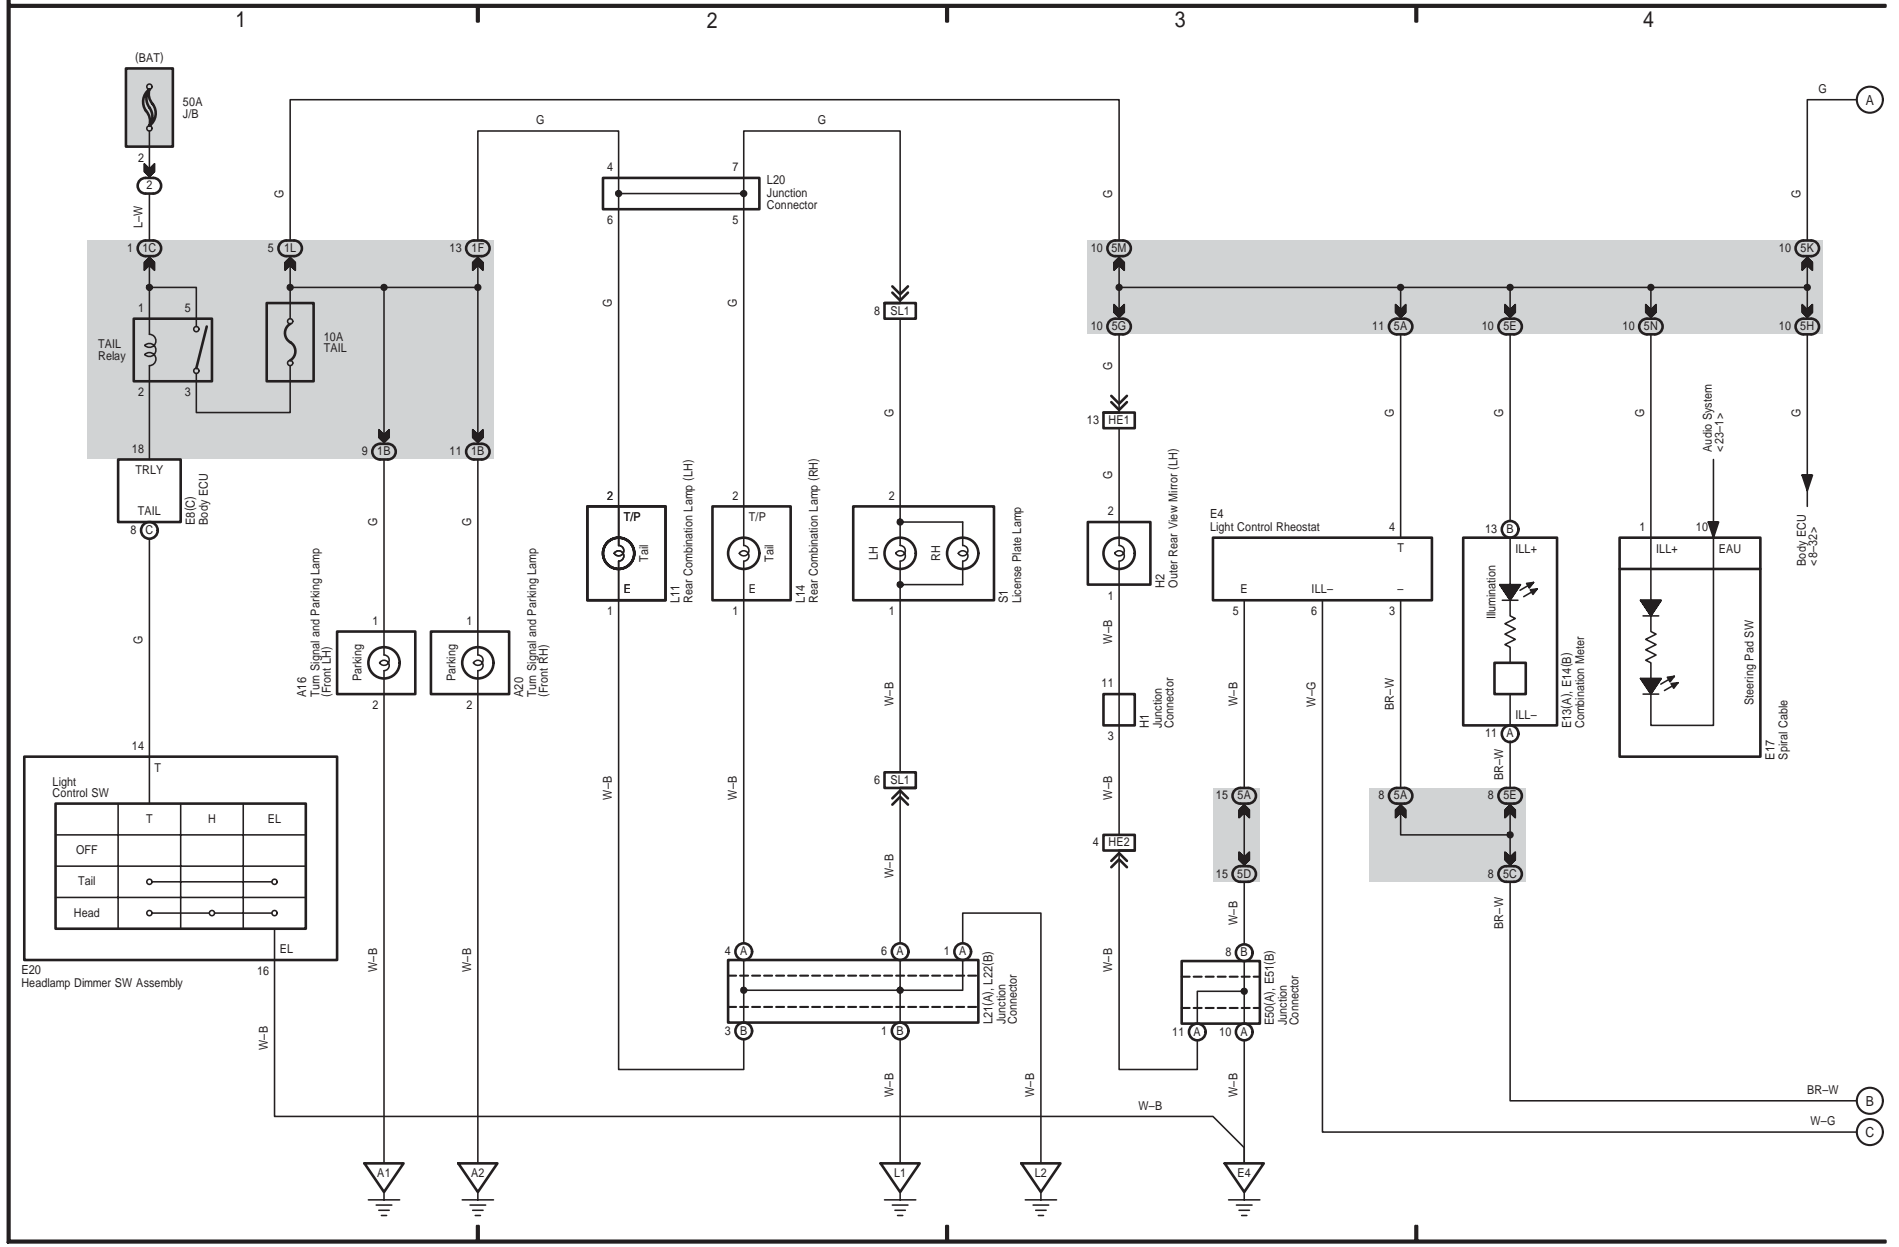 1
2
3
4
(BAT)
50A
J/B
2
2
L–W
1 1C
5 1L
13 1F
G
G
G
G
A
4
7
L20
Junction
Connector
6
5
G
G
10 5M
10 5K
1
5
TAIL
Relay
2
3
10A
TAIL
G
G
8 SL1
10 5G
11 5A
10 5E
10 5N
10 5H
18
TRLY
TAIL
8 C
E8(C)
Body ECU
9 1B
11 1B
G
13 HE1
G
G
G
G
G
G
Audio System
<23–1>
G
G
G
2
T/P
Tail
E
1
L11
Rear Combination Lamp (LH)
2
T/P
Tail
E
1
L14
Rear Combination Lamp (RH)
2
LH
RH
1
S1
License Plate Lamp
2
1
H2
Outer Rear View Mirror (LH)
E4
Light Control Rheostat
4
T
E
ILL–
–
5
6
3
13 B
ILL+
Illumination
ILL–
11 A
E13(A), E14(B)
Combination Meter
1
10
ILL+
EAU
Steering Pad SW
E17
Spiral Cable
Body ECU
<8–32>
G
1
Parking
2
A16
Turn Signal and Parking Lamp
(Front LH)
1
Parking
2
A20
Turn Signal and Parking Lamp
(Front RH)
W–B
W–B
11
3
H1
Junction
Connector
W–B
W–G
BR–W
BR–W
14
T
Light
Control SW
T H EL
OFF
Tail
Head
EL
16
E20
Headlamp Dimmer SW Assembly
W–B
W–B
6 SL1
W–B
15 5A
8 5A
8 5E
4 HE2
W–B
15 5D
8 5C
W–B
BR–W
W–B
W–B
W–B
4 A
6 A
1 A
L21(A), L22(B)
Junction
Connector
3 B
1 B
8 B
E50(A), E51(B)
Junction
Connector
11 A
10 A
W–B
W–B
W–B
W–B
W–B
BR–W
B
W–G
C
A1
A2
L1
L2
E4